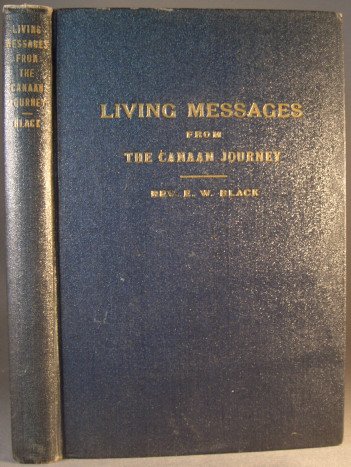 LIVING
MESSAGES
FROM
THE
CANAAN
JOURNEY
BLACK
LIVING MESSAGES
FROM
THE CANAAN JOURNEY
REV. E. W. BLACK